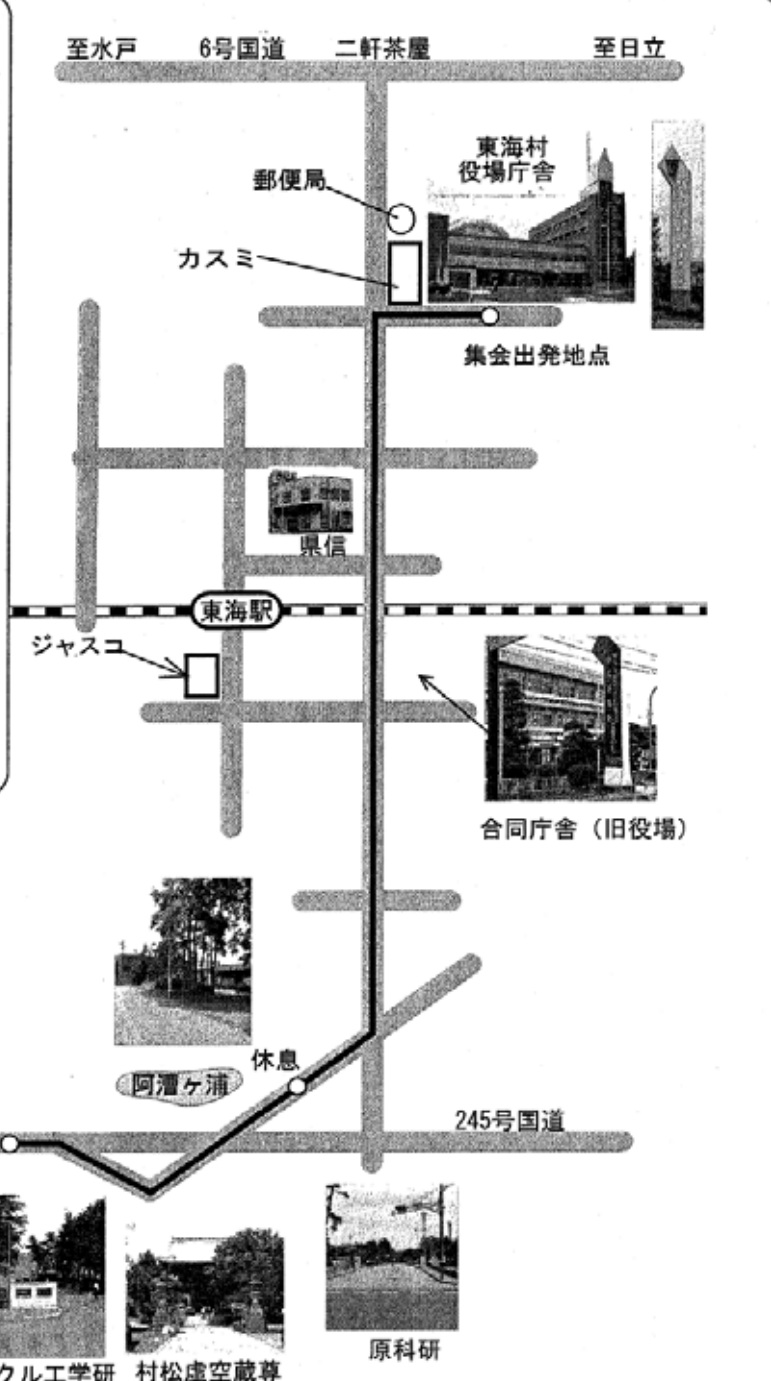 至水戸 6号国道 二軒茶屋 至日立
東海村
役場庁舎
郵便局
カスミ
集会出発地点
県信
東海駅
ジャスコ
合同庁舎（旧役場）
休息
阿漕ヶ浦
245号国道
原科研
クル工学研 村松虚空蔵尊